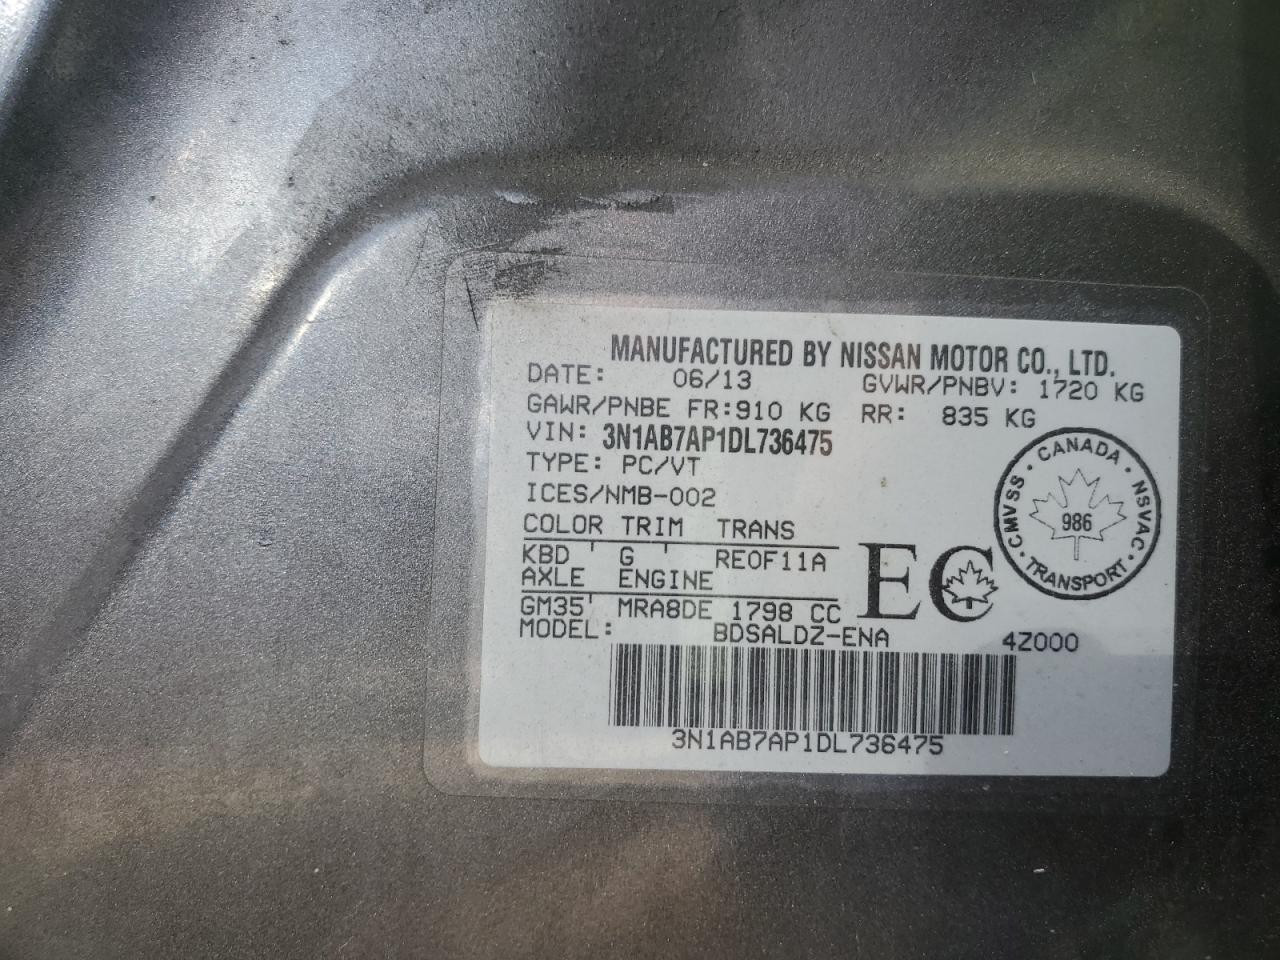 MANUFACTURED BY NISSAN MOTOR CO., LTD.
DATE: 06/13 GVWR/PNBV: 1720 KG
GAWR/PNBE FR:910 KG RR: 835 KG
VIN: 3N1AB7AP1DL736475
TYPE: PC/VT
ICES/NMB-002
COLOR TRIM TRANS
KBD ' G ' REOF11A
AXLE ENGINE
GM35' MRA8DE 1798 CC
MODEL: BDSALDZ-ENA 4Z000
EC
CANADA · NSVAC · TRANSPORT · CMVSS ·
986
3N1AB7AP1DL736475